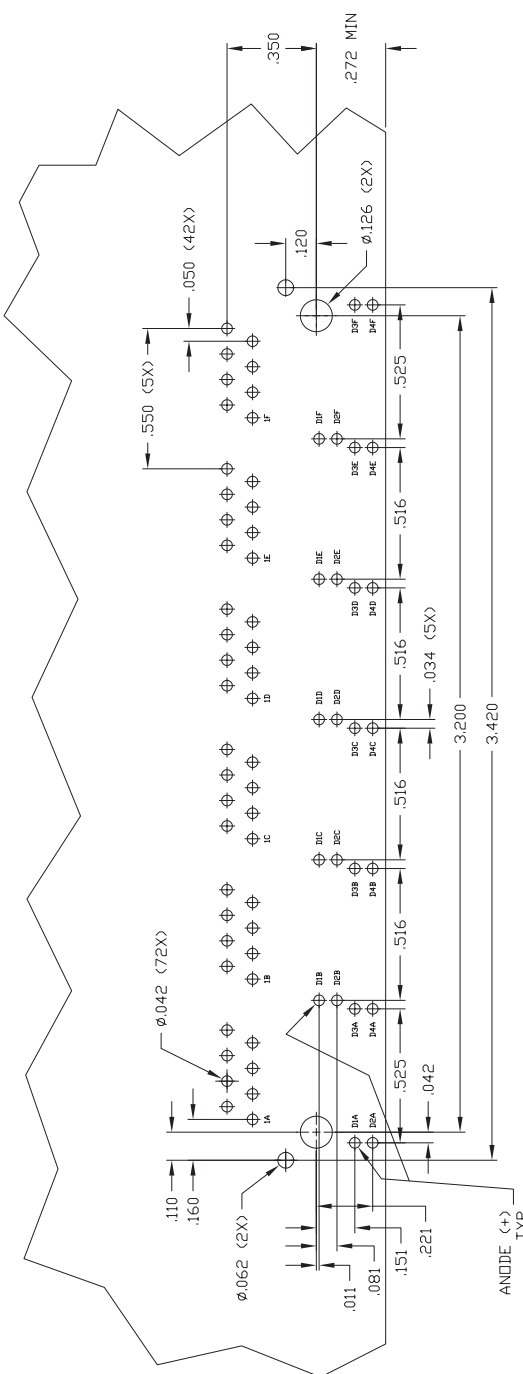 .350
.272 MIN
.050 (42X)
.550 (5X)
.120
Ø.126 (2X)
1F
D1F
D2F
D3F
D4F
.525
1E
D1E
D2E
D3E
D4E
.516
1D
D1D
D2D
D3D
D4D
.516
.034 (5X)
3.200
3.420
1C
D1C
D2C
D3C
D4C
.516
1B
D1B
D2B
D3B
D4B
.516
Ø.042 (72X)
1A
D1A
D2A
D3A
D4A
.525
.042
.110
.160
Ø.062 (2X)
.011
.081
.151
.221
ANODE (+)
TYP